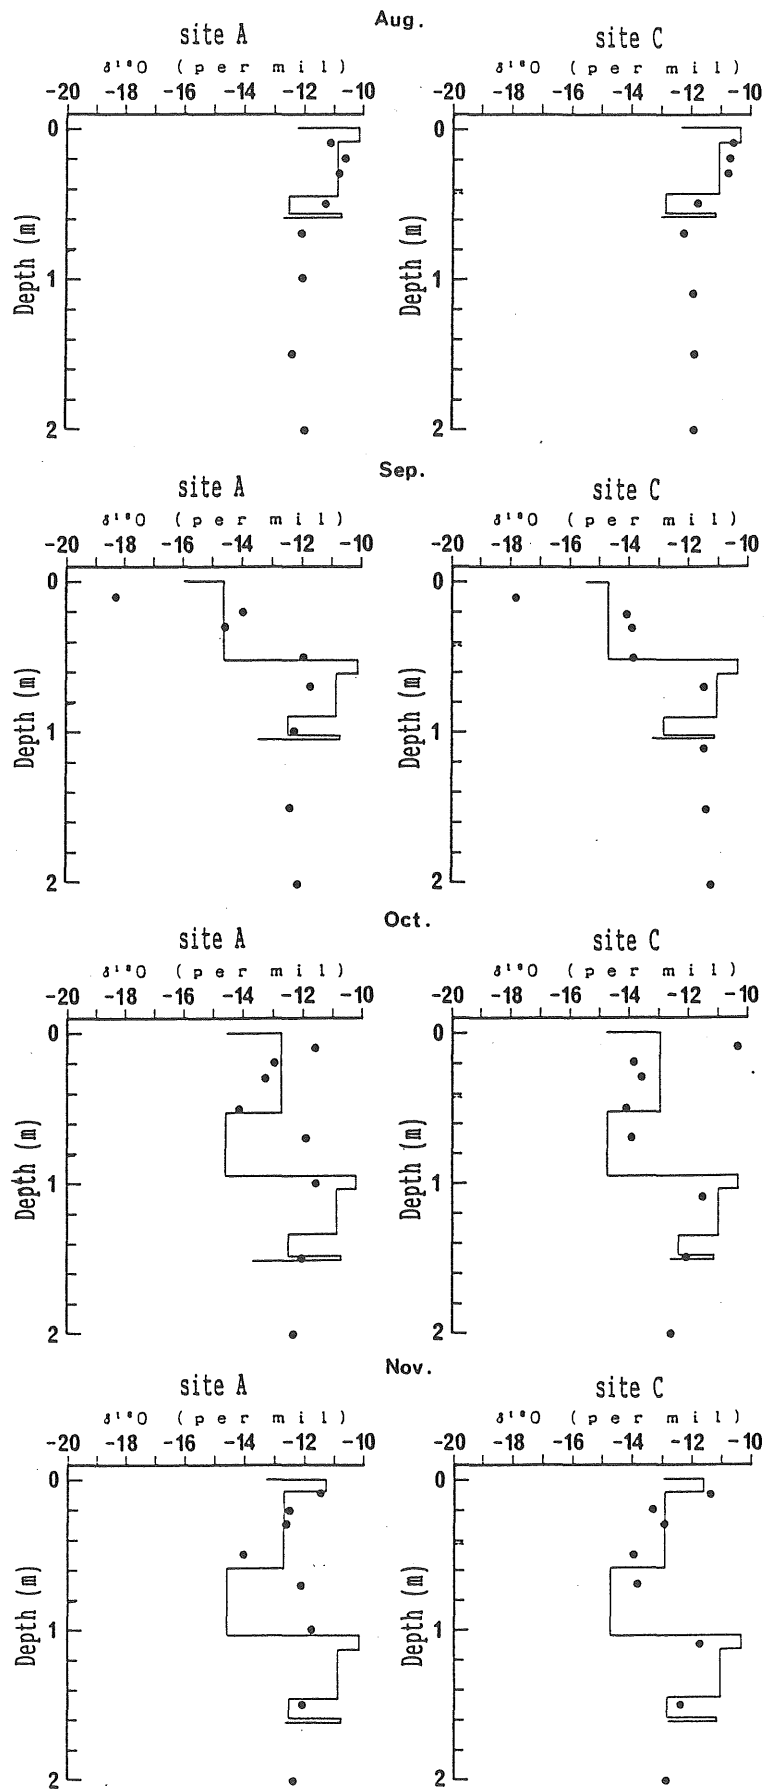 Aug.
site A site C
δ¹⁸O (per mil) δ¹⁸O (per mil)
-20 -18 -16 -14 -12 -10 -20 -18 -16 -14 -12 -10
0 0
Depth (m) Depth (m)
1 1
2 2
Sep.
site A site C
δ¹⁸O (per mil) δ¹⁸O (per mil)
-20 -18 -16 -14 -12 -10 -20 -18 -16 -14 -12 -10
0 0
Depth (m) Depth (m)
1 1
2 2
Oct.
site A site C
δ¹⁸O (per mil) δ¹⁸O (per mil)
-20 -18 -16 -14 -12 -10 -20 -18 -16 -14 -12 -10
0 0
Depth (m) Depth (m)
1 1
2 2
Nov.
site A site C
δ¹⁸O (per mil) δ¹⁸O (per mil)
-20 -18 -16 -14 -12 -10 -20 -18 -16 -14 -12 -10
0 0
Depth (m) Depth (m)
1 1
2 2